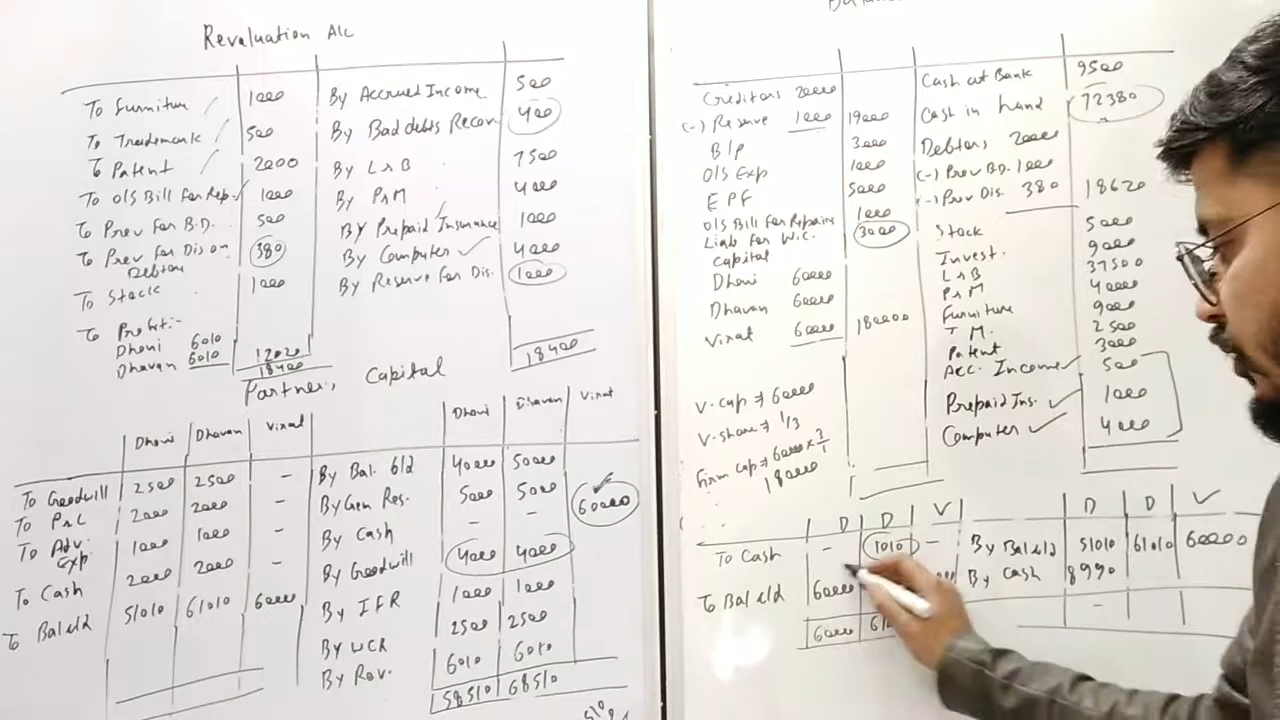 Revaluation A/c
To Furniture 1000 By Accrued Income 500
To Trademark 500 By Bad debts Recov. 400
To Patent 2000 By L&B 7500
To O/S Bill For Rep. 1000 By P&M 4000
To Prov For B.D. 500 By Prepaid Insurance 1000
To Prov For Dis on Debtors 380 By Computer 4000
To Stock 1000 By Reserve For Dis. 1000
To Profit:-
Dhoni 6010
Dhavan 6010 12020
18400 18400
Partners Capital
Dhoni Dhavan Virat Dhoni Dhavan Virat
To Goodwill 2500 2500 - By Bal. b/d 40000 50000
To P&L 2000 2000 - By Gen Res. 5000 5000
To Adv. Exp 1000 1000 - By Cash - - 60000
To Cash 2000 2000 - By Goodwill 4000 4000
To Bal c/d 51010 61010 60000 By IFR 1000 1000
By WCR 2500 2500
By Rev. 6010 6010
58510 68510
Creditors 20000
(-) Reserve 1000 19000
B/P 3000
O/S Exp 1000
EPF 5000
O/S Bill For Repairs 1000
Liab For W.C. 3000
Capital
Dhoni 60000
Dhavan 60000
Virat 60000 180000
Cash at Bank 9500
Cash in hand 72380
Debtors 20000
(-) Prov B.D. 1000
(-) Prov Dis. 380 18620
Stock 5000
Invest. 9000
L&B 37500
P&M 40000
Furniture 9000
T M. 2500
Patent 3000
Acc. Income 500
Prepaid Ins. 1000
Computer 4000
V. Cap ⇒ 60000
V. share ⇒ 1/3
Firm Cap ⇒ 60000 × 3/1
180000
D D V D D V
To Cash - 1010 - By Bal c/d 51010 61010 60000
To Bal c/d 60000 By Cash 8990
60000 -